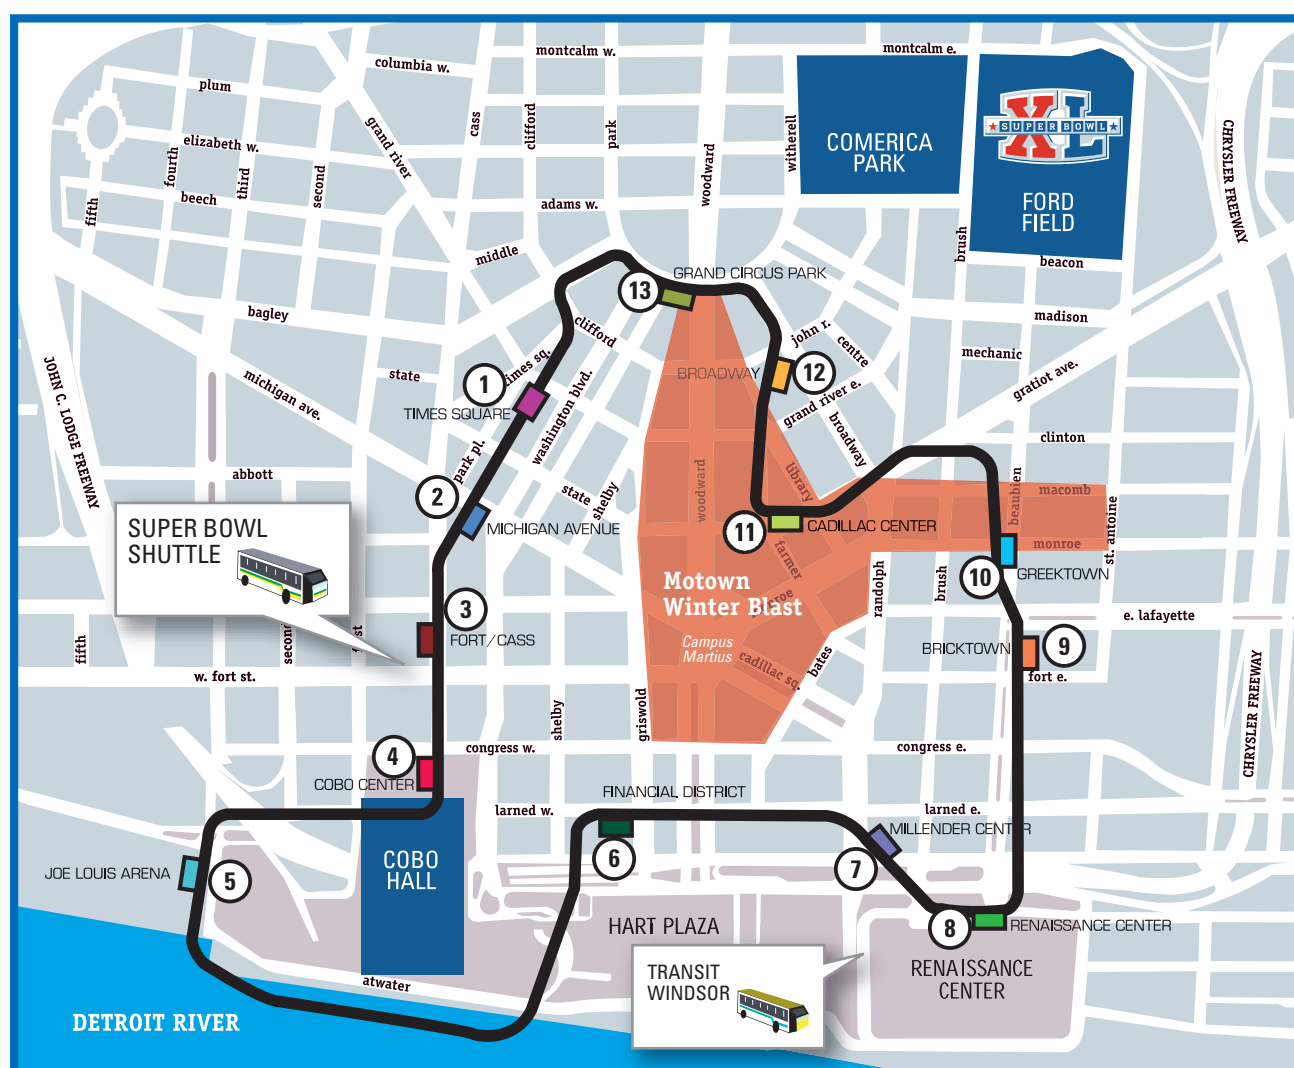 montcalm w.
montcalm e.
columbia w.
plum
cass
clifford
park
grand river
woodward
witherell
COMERICA
PARK
XL
SUPER BOWL
FORD
FIELD
CHRYSLER FREEWAY
elizabeth w.
fourth
third
second
beech
fifth
adams w.
middle
brush
beacon
GRAND CIRCUS PARK
13
bagley
clifford
madison
john r.
centre
mechanic
JOHN C. LODGE FREEWAY
michigan ave.
state
1
times sq.
TIMES SQUARE
washington blvd.
BROADWAY
12
grand river e.
gratiot ave.
broadway
clinton
abbott
park pl.
2
state
shelby
woodward
library
beaubien
macomb
st. antoine
MICHIGAN AVENUE
11
CADILLAC CENTER
SUPER BOWL
SHUTTLE
farmer
monroe
10
GREEKTOWN
randolph
brush
Motown
Winter Blast
3
FORT/CASS
Campus
Martius
cadillac sq.
bates
e. lafayette
BRICKTOWN
9
fort e.
fifth
w. fort st.
griswold
shelby
CHRYSLER FREEWAY
congress w.
congress e.
4
COBO CENTER
FINANCIAL DISTRICT
larned w.
larned e.
MILLENDER CENTER
COBO
HALL
6
7
JOE LOUIS ARENA
5
HART PLAZA
8
RENAISSANCE CENTER
TRANSIT
WINDSOR
RENAISSANCE
CENTER
atwater
DETROIT RIVER